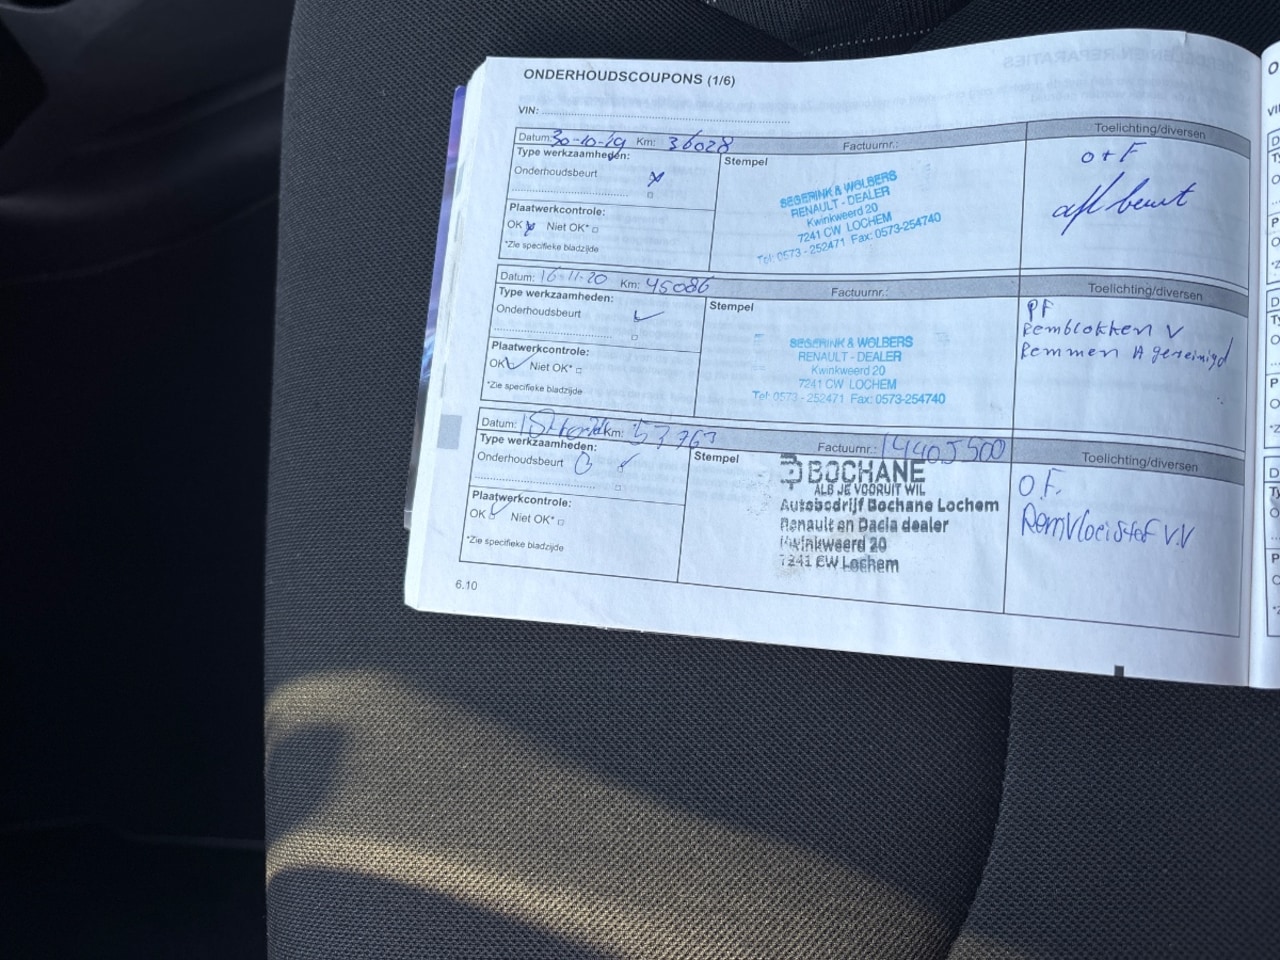 ONDERHOUDSCOUPONS (1/6)
VIN:
Datum: 30-10-19 Km: 36028 Factuurnr.: Toelichting/diversen
Type werkzaamheden: Stempel
Onderhoudsbeurt
Plaatwerkcontrole:
OK Niet OK*
*Zie specifieke bladzijde
SEGERINK & WOLBERS
RENAULT - DEALER
Kwinkweerd 20
7241 CW LOCHEM
Tel: 0573 - 252471 Fax: 0573-254740
O + F
afl beurt
Datum: 16-11-20 Km: 45086 Factuurnr.: Toelichting/diversen
Type werkzaamheden: Stempel
Onderhoudsbeurt
Plaatwerkcontrole:
OK Niet OK*
*Zie specifieke bladzijde
SEGERINK & WOLBERS
RENAULT - DEALER
Kwinkweerd 20
7241 CW LOCHEM
Tel: 0573 - 252471 Fax: 0573-254740
PF
Remblokken V
Remmen A gereinigd
Datum: Km: 53763 Factuurnr.: 14405500 Toelichting/diversen
Type werkzaamheden: Stempel
Onderhoudsbeurt
Plaatwerkcontrole:
OK Niet OK*
*Zie specifieke bladzijde
BOCHANE
ALS JE VOORUIT WIL
Autobedrijf Bochane Lochem
Renault en Dacia dealer
Kwinkweerd 20
7241 CW Lochem
O.F.
Remvloeistof V.V
6.10